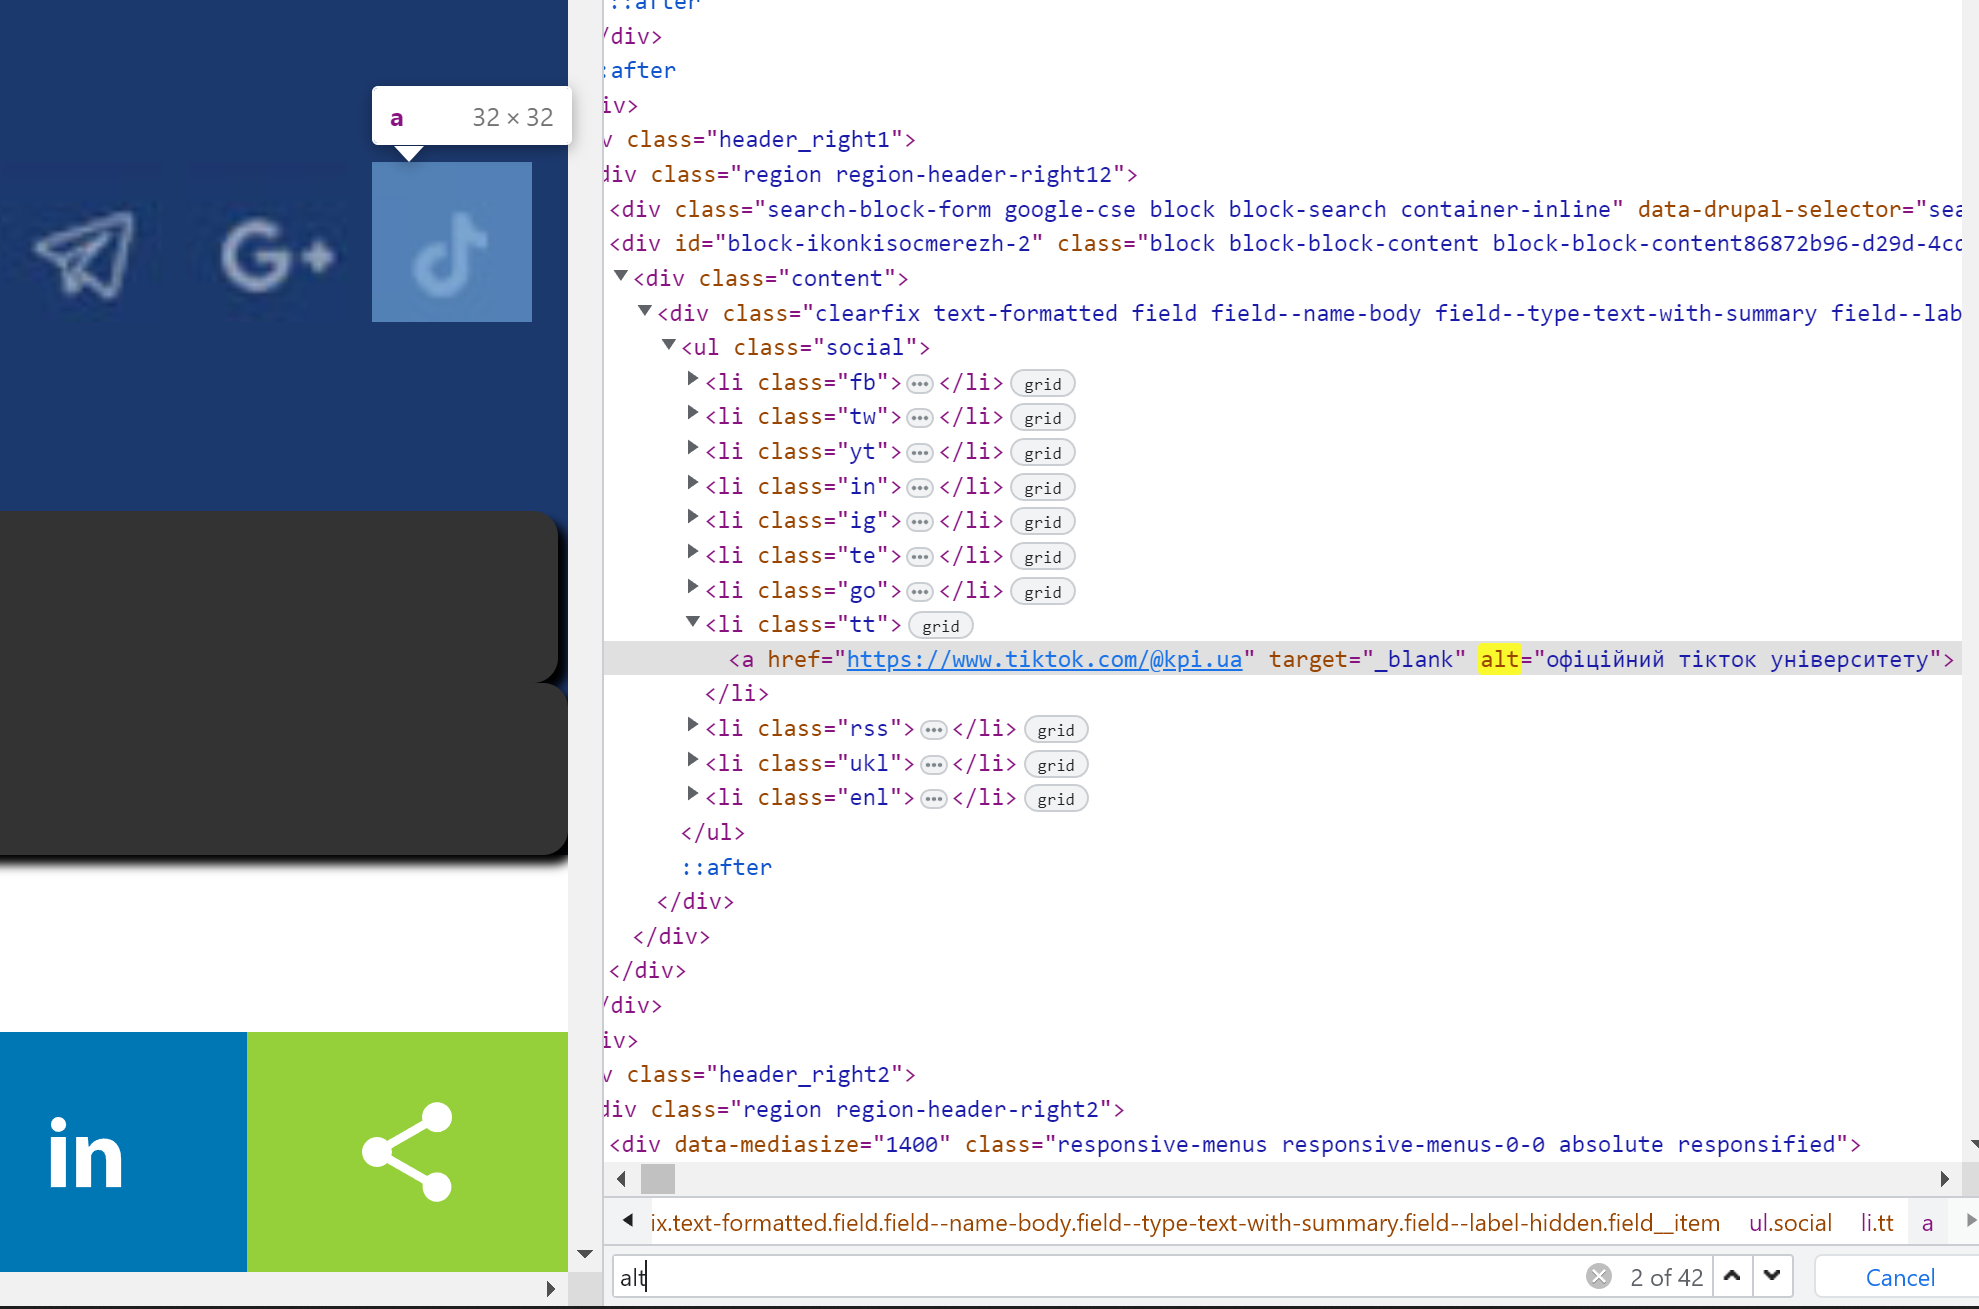 a 32 × 32
G+
in
::after
/div>
:after
iv>
v class="header_right1">
div class="region region-header-right12">
<div class="search-block-form google-cse block block-search container-inline" data-drupal-selector="sea
<div id="block-ikonkisocmerezh-2" class="block block-block-content block-block-content86872b96-d29d-4cd
<div class="content">
<div class="clearfix text-formatted field field--name-body field--type-text-with-summary field--lab
<ul class="social">
<li class="fb">…</li> grid
<li class="tw">…</li> grid
<li class="yt">…</li> grid
<li class="in">…</li> grid
<li class="ig">…</li> grid
<li class="te">…</li> grid
<li class="go">…</li> grid
<li class="tt"> grid
<a href="https://www.tiktok.com/@kpi.ua" target="_blank" alt="офіційний тікток університету">
</li>
<li class="rss">…</li> grid
<li class="ukl">…</li> grid
<li class="enl">…</li> grid
</ul>
::after
</div>
</div>
</div>
/div>
iv>
v class="header_right2">
div class="region region-header-right2">
<div data-mediasize="1400" class="responsive-menus responsive-menus-0-0 absolute responsified">
ix.text-formatted.field.field--name-body.field--type-text-with-summary.field--label-hidden.field__item ul.social li.tt a
alt 2 of 42 Cancel